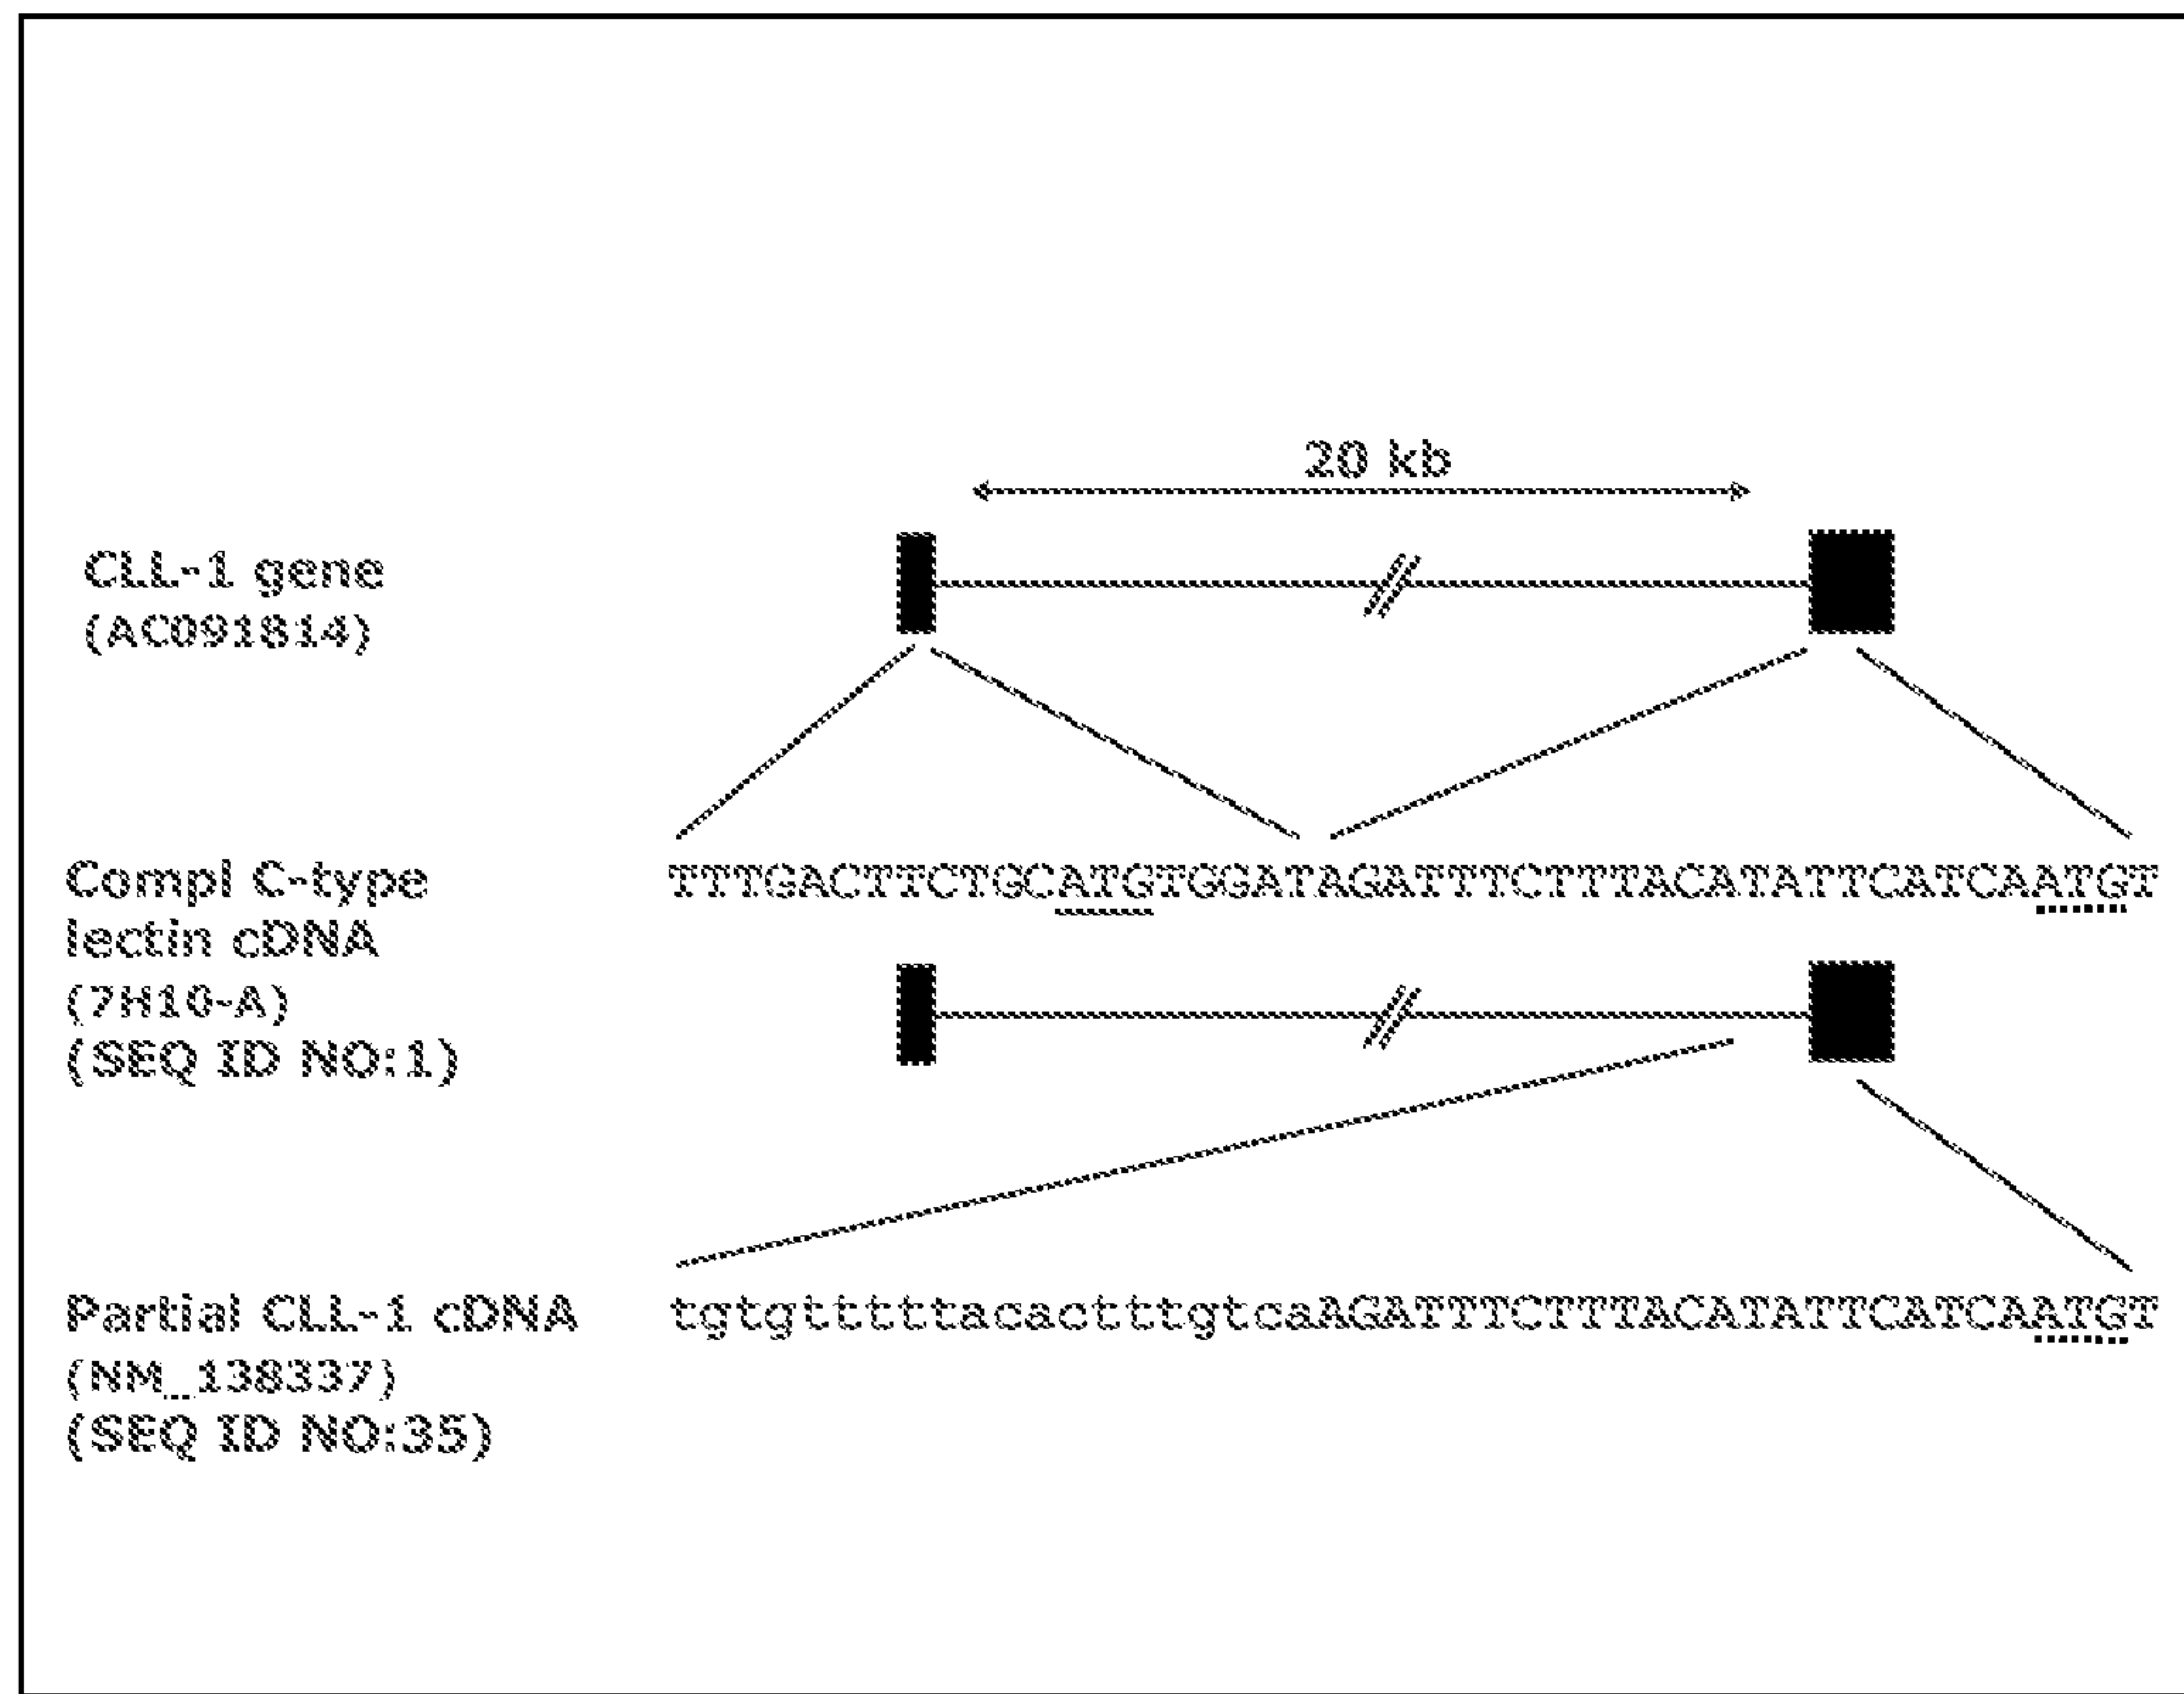 20 kb
CLL-1 gene
(AC091814)
Compl C-type
lectin cDNA
(7H10-A)
(SEQ ID NO:1)
TTTGACTTCTGCATGTGGATAGATTTCTTTACATATTCATCAATGT
Partial CLL-1 cDNA
(NM_138337)
(SEQ ID NO:35)
tgtgtttttacactttgtcaAGATTTCTTTACATATTCATCAATGT